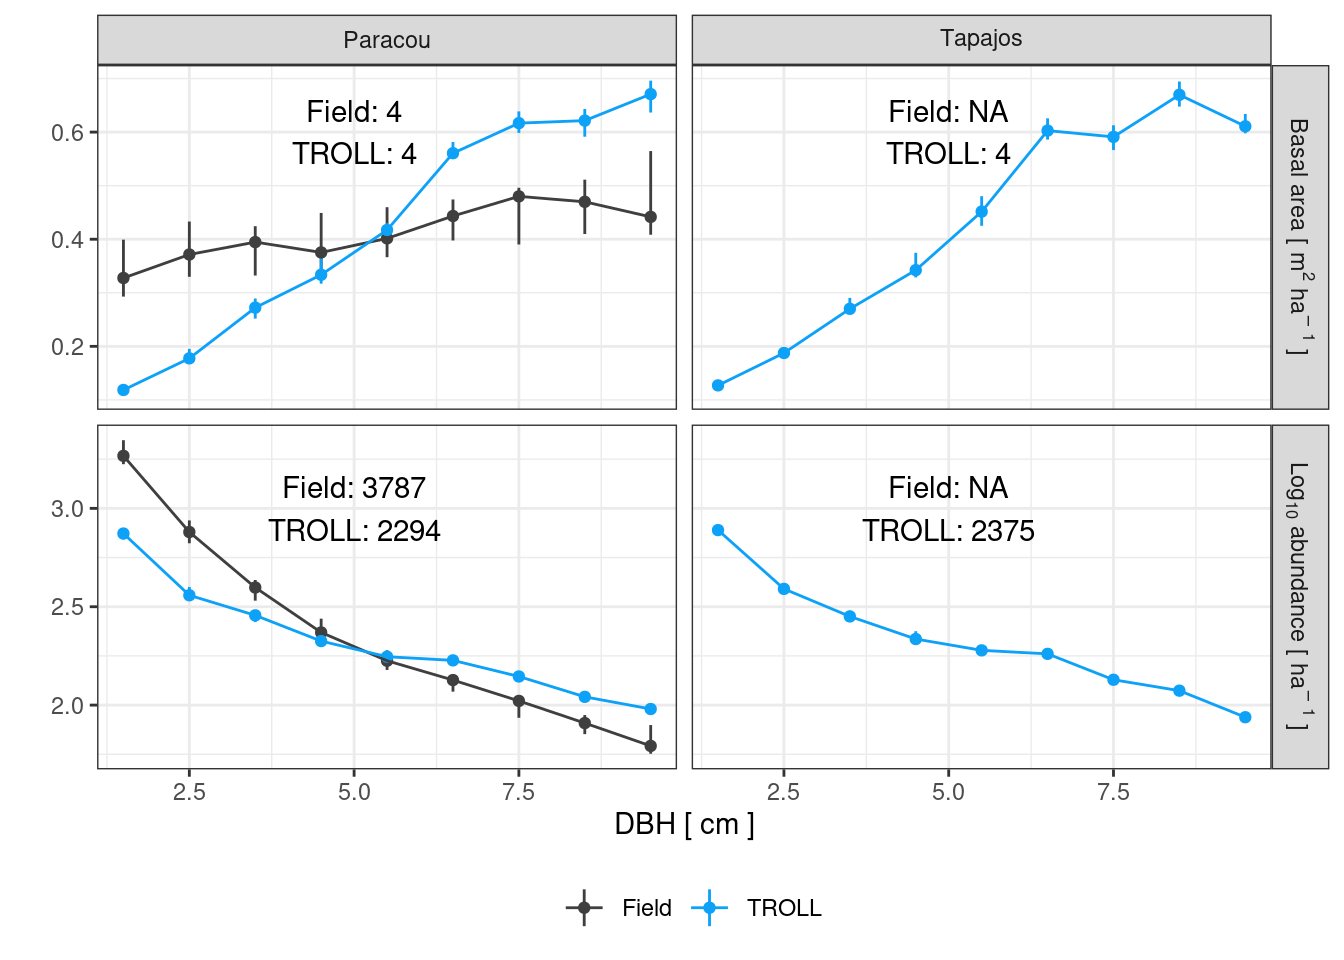 Paracou
Tapajos
Field: 4
TROLL: 4
Field: NA
TROLL: 4
0.6
0.4
0.2
Basal area [ m² ha⁻¹ ]
Field: 3787
TROLL: 2294
Field: NA
TROLL: 2375
3.0
2.5
2.0
Log₁₀ abundance [ ha⁻¹ ]
2.5 5.0 7.5
2.5 5.0 7.5
DBH [ cm ]
Field
TROLL